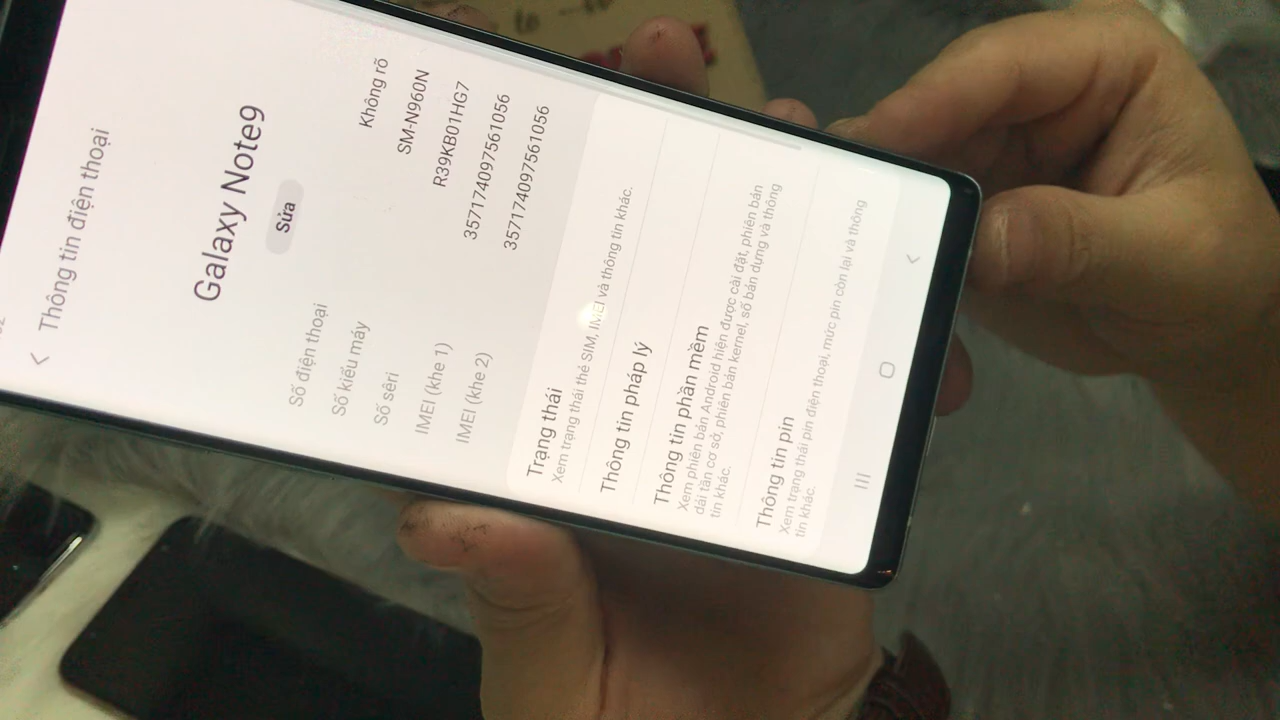 Thông tin điện thoại
Galaxy Note9
Sửa
Số điện thoại Không rõ
Số kiểu máy SM-N960N
Số sêri R39KB01HG7
IMEI (khe 1) 357174097561056
IMEI (khe 2) 357174097561056
Trạng thái
Xem trạng thái thẻ SIM, IMEI và thông tin khác.
Thông tin pháp lý
Thông tin phần mềm
Xem phiên bản Android hiện được cài đặt, phiên bản
dải tần cơ sở, phiên bản kernel, số bản dựng và thông
tin khác.
Thông tin pin
Xem trạng thái pin điện thoại, mức pin còn lại và thông
tin khác.